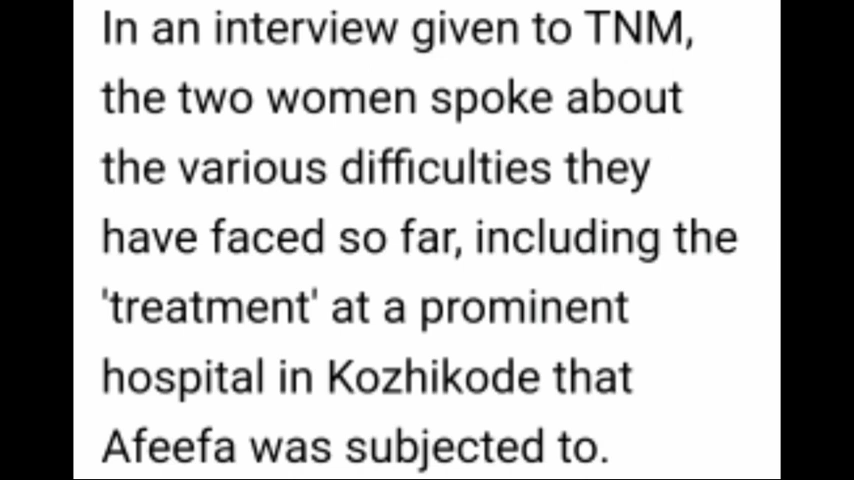 In an interview given to TNM,
the two women spoke about
the various difficulties they
have faced so far, including the
'treatment' at a prominent
hospital in Kozhikode that
Afeefa was subjected to.